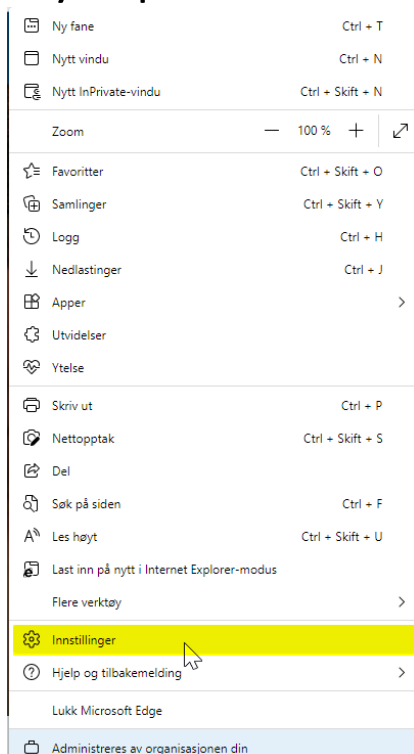 Ny fane Ctrl + T
Nytt vindu Ctrl + N
Nytt InPrivate-vindu Ctrl + Skift + N
Zoom — 100 % +
Favoritter Ctrl + Skift + O
Samlinger Ctrl + Skift + Y
Logg Ctrl + H
Nedlastinger Ctrl + J
Apper
Utvidelser
Ytelse
Skriv ut Ctrl + P
Nettopptak Ctrl + Skift + S
Del
Søk på siden Ctrl + F
Les høyt Ctrl + Skift + U
Last inn på nytt i Internet Explorer-modus
Flere verktøy
Innstillinger
Hjelp og tilbakemelding
Lukk Microsoft Edge
Administreres av organisasjonen din